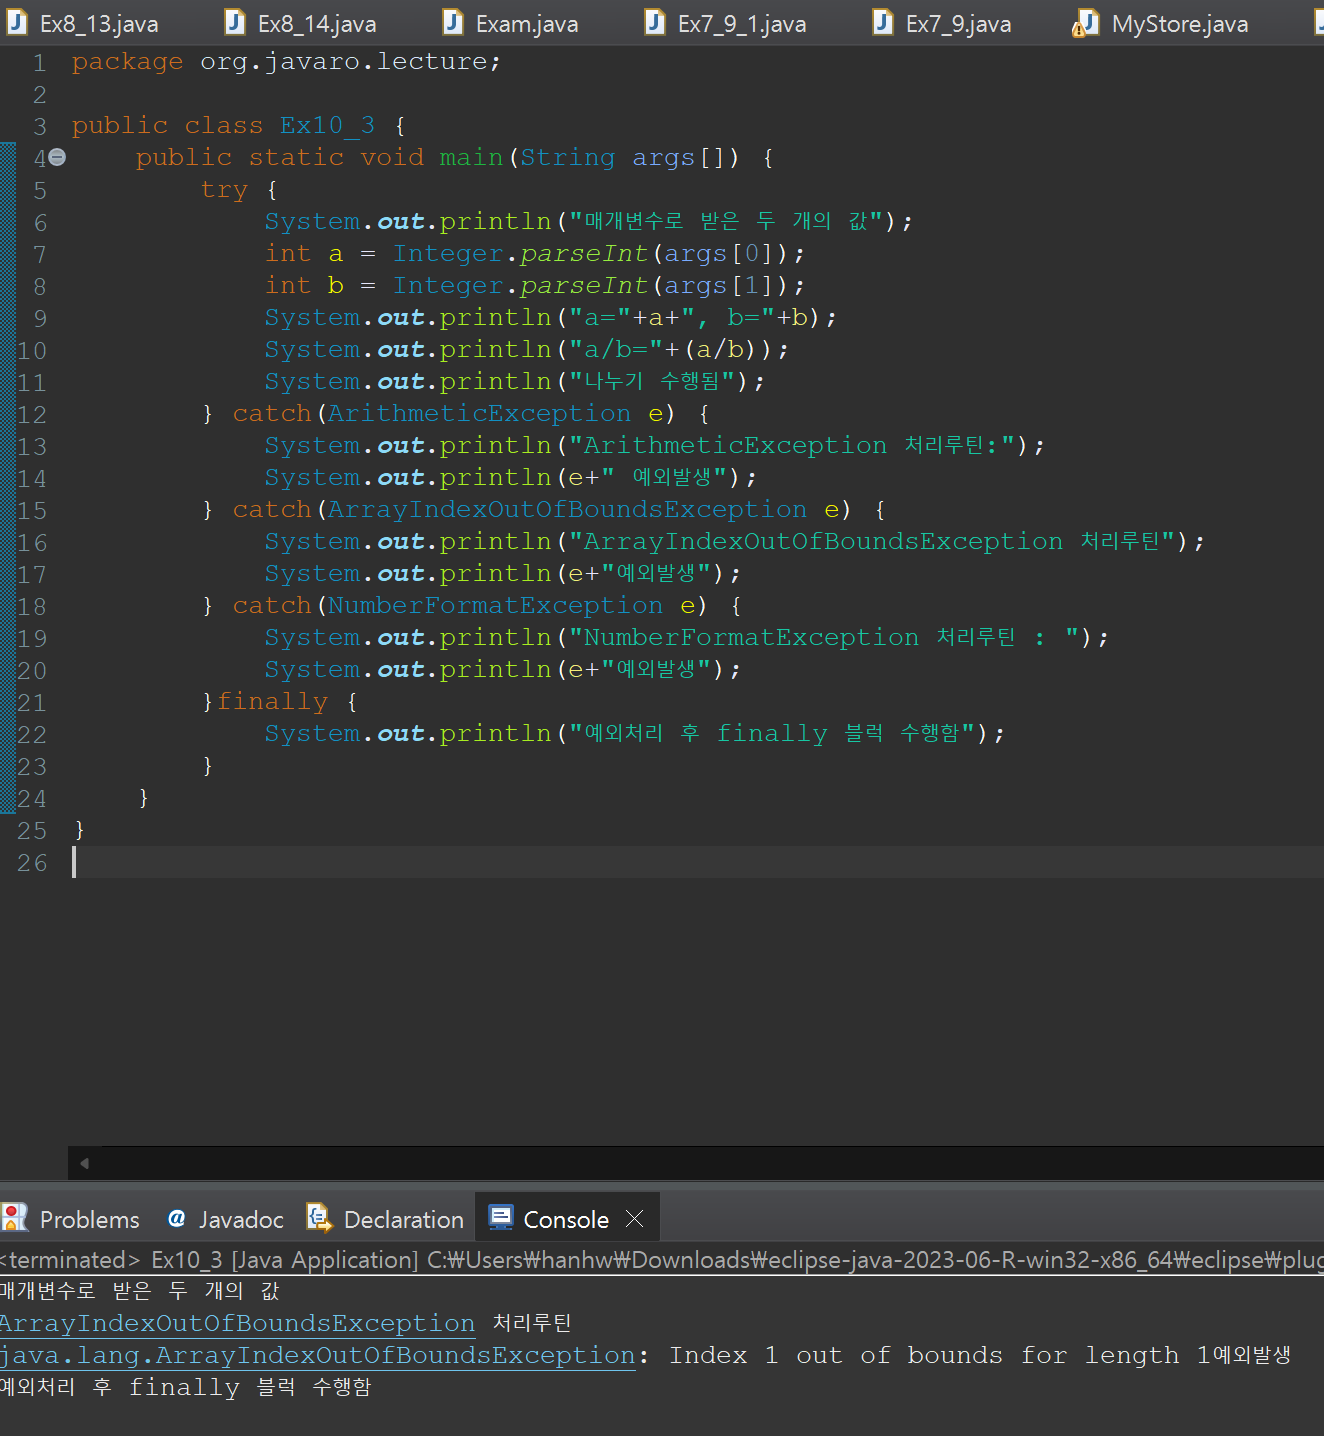 Ex8_13.java Ex8_14.java Exam.java Ex7_9_1.java Ex7_9.java MyStore.java
1 package org.javaro.lecture;
2
3 public class Ex10_3 {
4 public static void main(String args[]) {
5 try {
6 System.out.println("매개변수로 받은 두 개의 값");
7 int a = Integer.parseInt(args[0]);
8 int b = Integer.parseInt(args[1]);
9 System.out.println("a="+a+", b="+b);
10 System.out.println("a/b="+(a/b));
11 System.out.println("나누기 수행됨");
12 } catch(ArithmeticException e) {
13 System.out.println("ArithmeticException 처리루틴:");
14 System.out.println(e+" 예외발생");
15 } catch(ArrayIndexOutOfBoundsException e) {
16 System.out.println("ArrayIndexOutOfBoundsException 처리루틴");
17 System.out.println(e+"예외발생");
18 } catch(NumberFormatException e) {
19 System.out.println("NumberFormatException 처리루틴 : ");
20 System.out.println(e+"예외발생");
21 }finally {
22 System.out.println("예외처리 후 finally 블럭 수행함");
23 }
24 }
25 }
26
Problems @ Javadoc Declaration Console
<terminated> Ex10_3 [Java Application] C:₩Users₩hanhw₩Downloads₩eclipse-java-2023-06-R-win32-x86_64₩eclipse₩plug
매개변수로 받은 두 개의 값
ArrayIndexOutOfBoundsException 처리루틴
java.lang.ArrayIndexOutOfBoundsException: Index 1 out of bounds for length 1예외발생
예외처리 후 finally 블럭 수행함